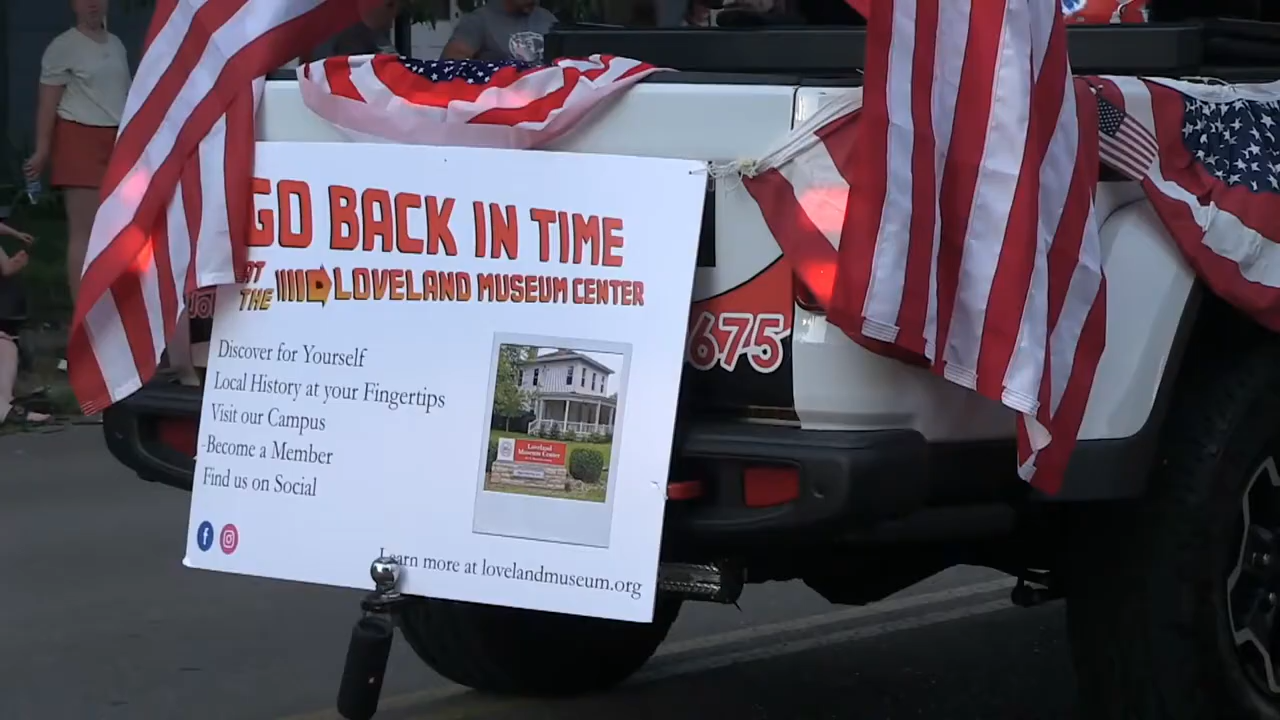 GO BACK IN TIME
AT THE LOVELAND MUSEUM CENTER
Discover for Yourself
Local History at your Fingertips
Visit our Campus
-Become a Member
Find us on Social
Loveland
Museum Center
Learn more at lovelandmuseum.org
675
JO